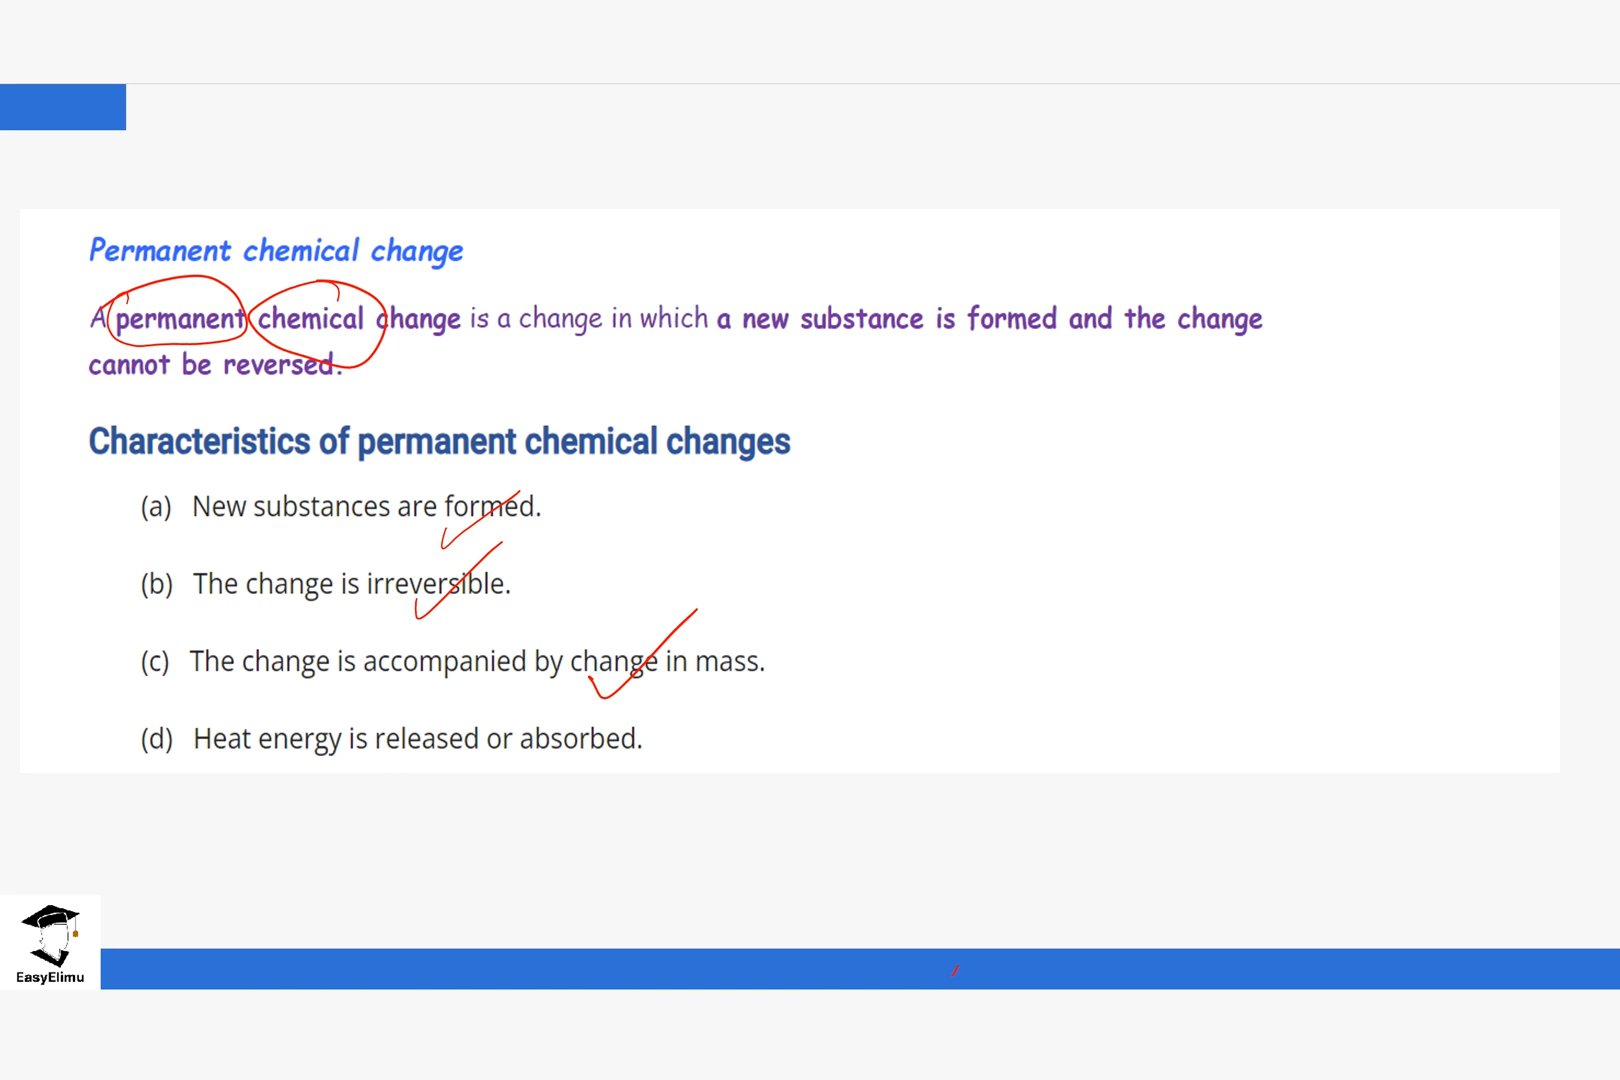 Permanent chemical change
A permanent chemical change is a change in which a new substance is formed and the change
cannot be reversed.
Characteristics of permanent chemical changes
(a) New substances are formed.
(b) The change is irreversible.
(c) The change is accompanied by change in mass.
(d) Heat energy is released or absorbed.
EasyElimu